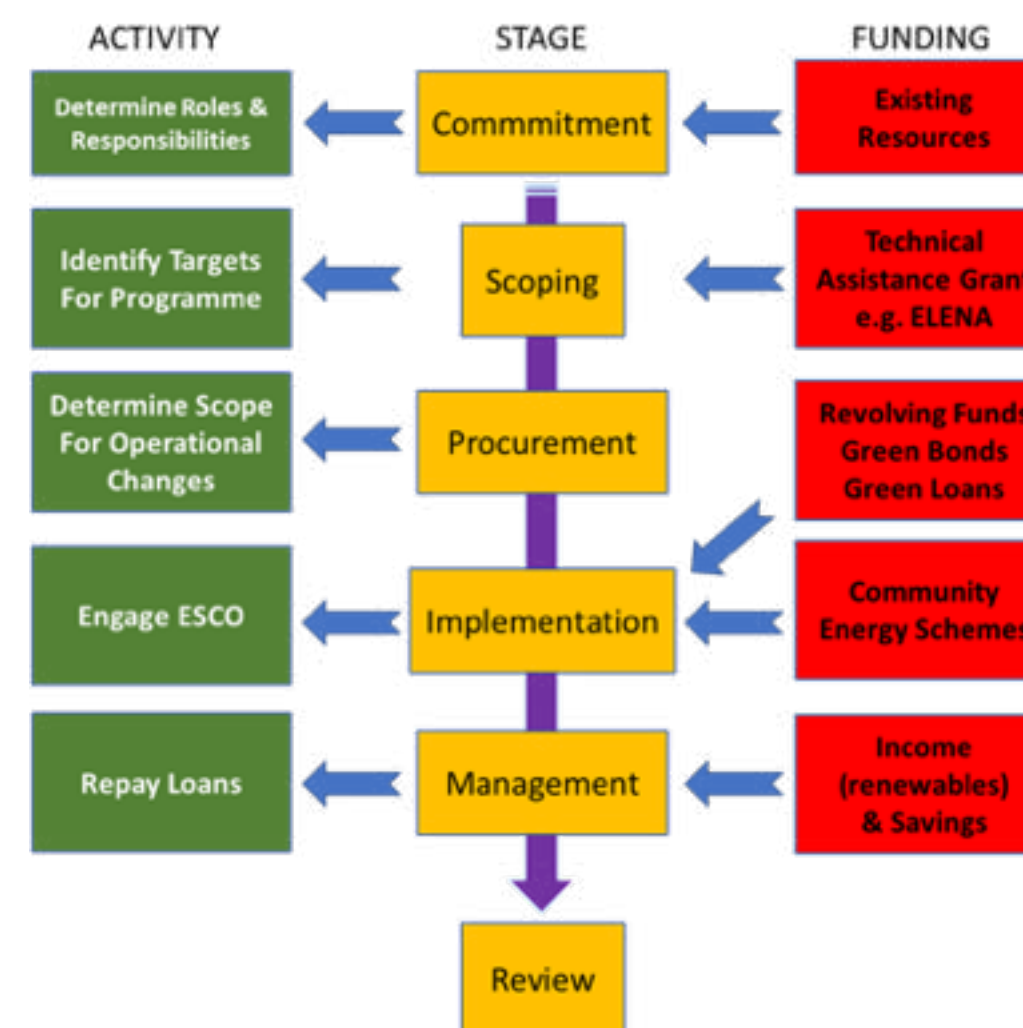 ACTIVITY STAGE FUNDING
Determine Roles &
Responsibilities
Commmitment
Existing
Resources
Identify Targets
For Programme
Scoping
Technical
Assistance Grant
e.g. ELENA
Determine Scope
For Operational
Changes
Procurement
Revolving Funds
Green Bonds
Green Loans
Engage ESCO
Implementation
Community
Energy Schemes
Repay Loans
Management
Income
(renewables)
& Savings
Review